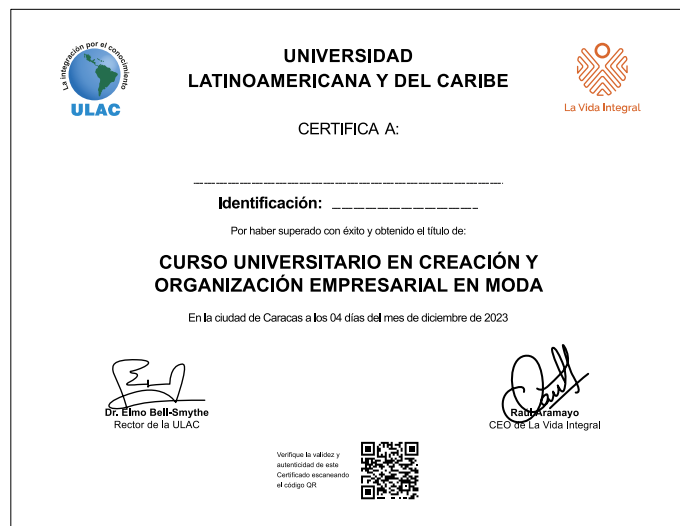 La integración por el conocimiento
ULAC
UNIVERSIDAD
LATINOAMERICANA Y DEL CARIBE
La Vida Integral
CERTIFICA A:
Identificación:
Por haber superado con éxito y obtenido el título de:
CURSO UNIVERSITARIO EN CREACIÓN Y
ORGANIZACIÓN EMPRESARIAL EN MODA
En la ciudad de Caracas a los 04 días del mes de diciembre de 2023
Dr. Elmo Bell-Smythe
Rector de la ULAC
Raúl Aramayo
CEO de La Vida Integral
Verifique la validez y
autenticidad de este
Certificado escaneando
el código QR